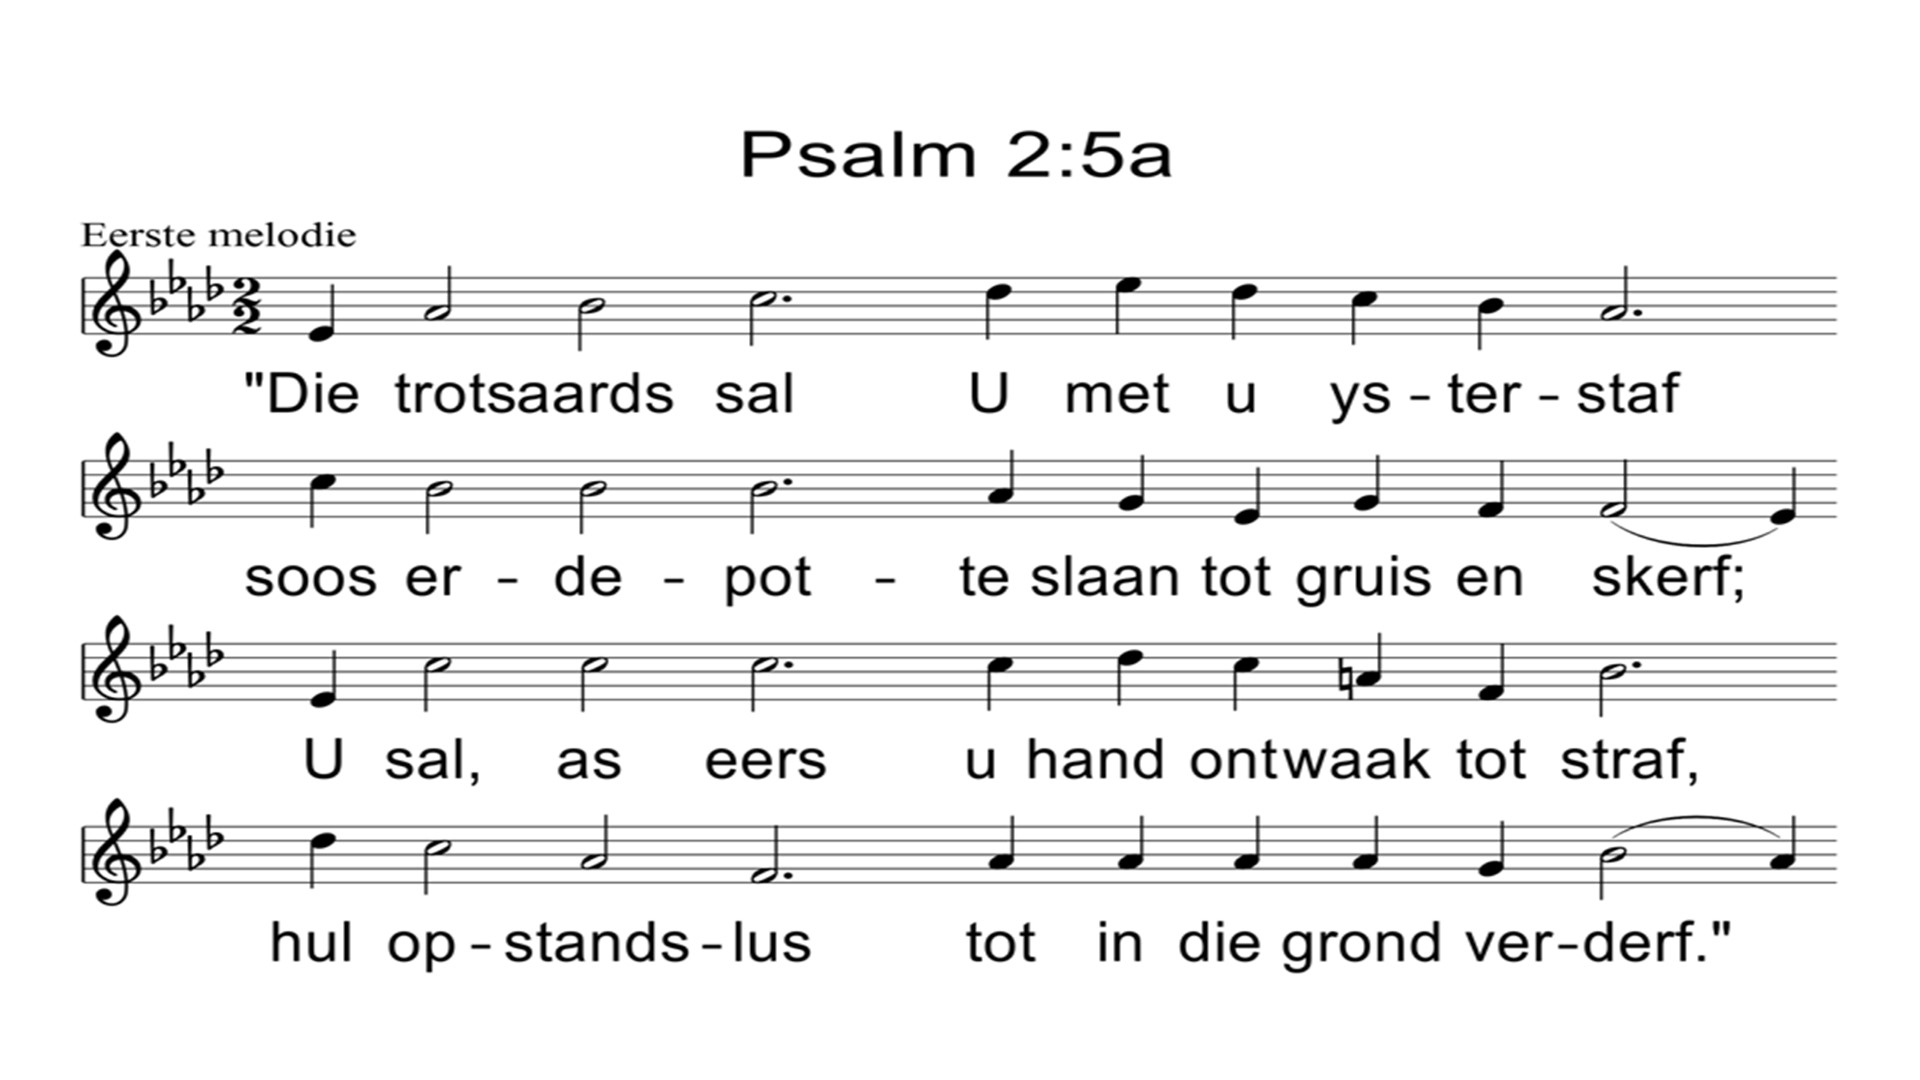 Psalm 2:5a
Eerste melodie
2
2
"Die trotsaards sal U met u ys - ter - staf
soos er - de - pot - te slaan tot gruis en skerf;
U sal, as eers u hand ontwaak tot straf,
hul op - stands - lus tot in die grond ver - derf."